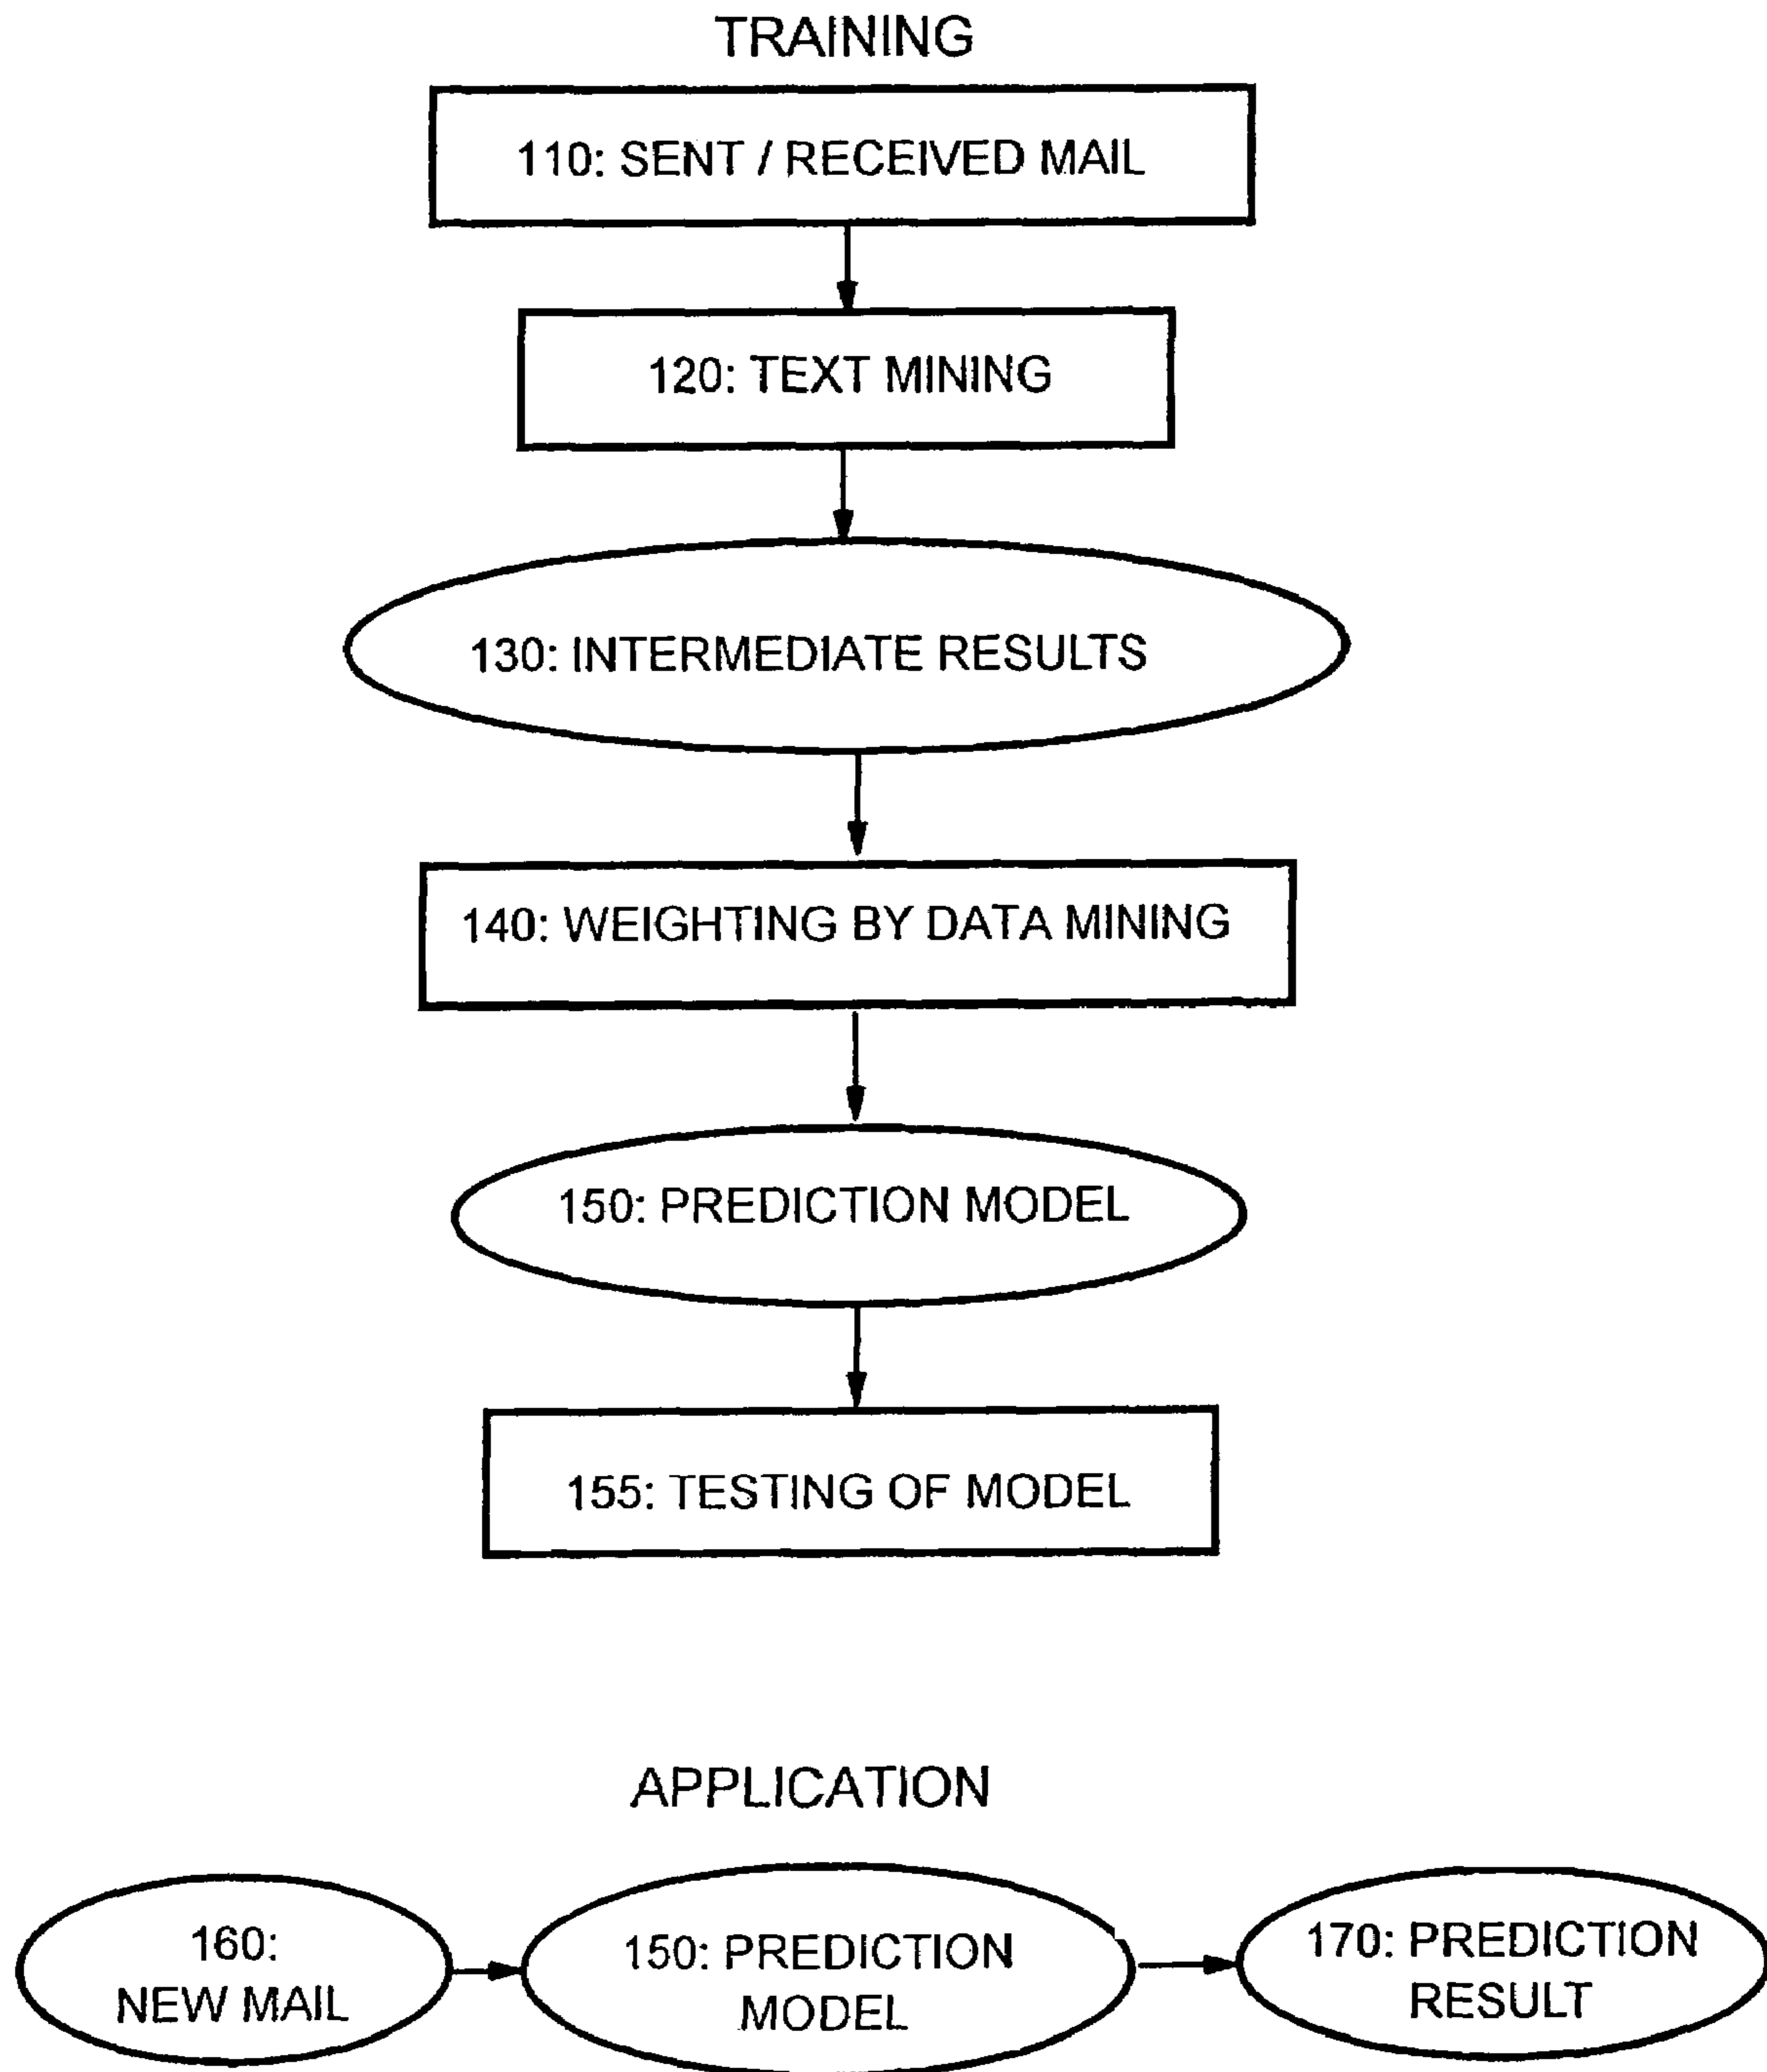 TRAINING
110: SENT / RECEIVED MAIL
120: TEXT MINING
130: INTERMEDIATE RESULTS
140: WEIGHTING BY DATA MINING
150: PREDICTION MODEL
155: TESTING OF MODEL
APPLICATION
160:
NEW MAIL
150: PREDICTION
MODEL
170: PREDICTION
RESULT